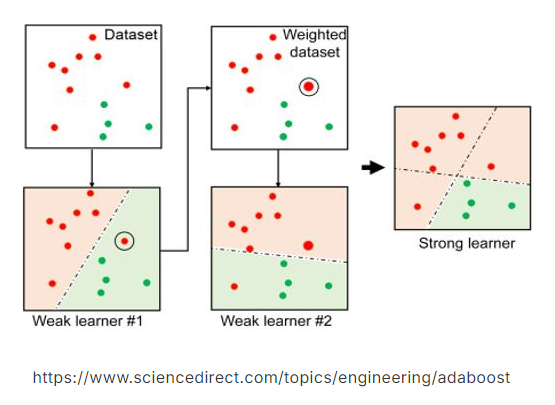 Dataset
Weighted
dataset
Weak learner #1
Weak learner #2
Strong learner
https://www.sciencedirect.com/topics/engineering/adaboost